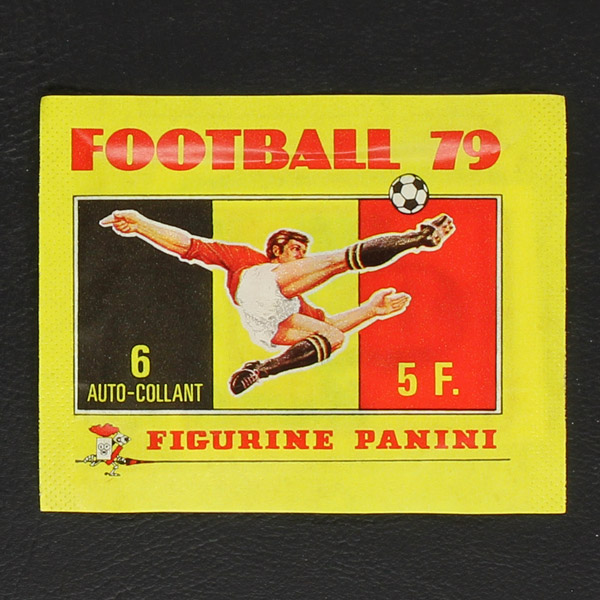 FOOTBALL 79
6
AUTO-COLLANT
5 F.
FIGURINE PANINI